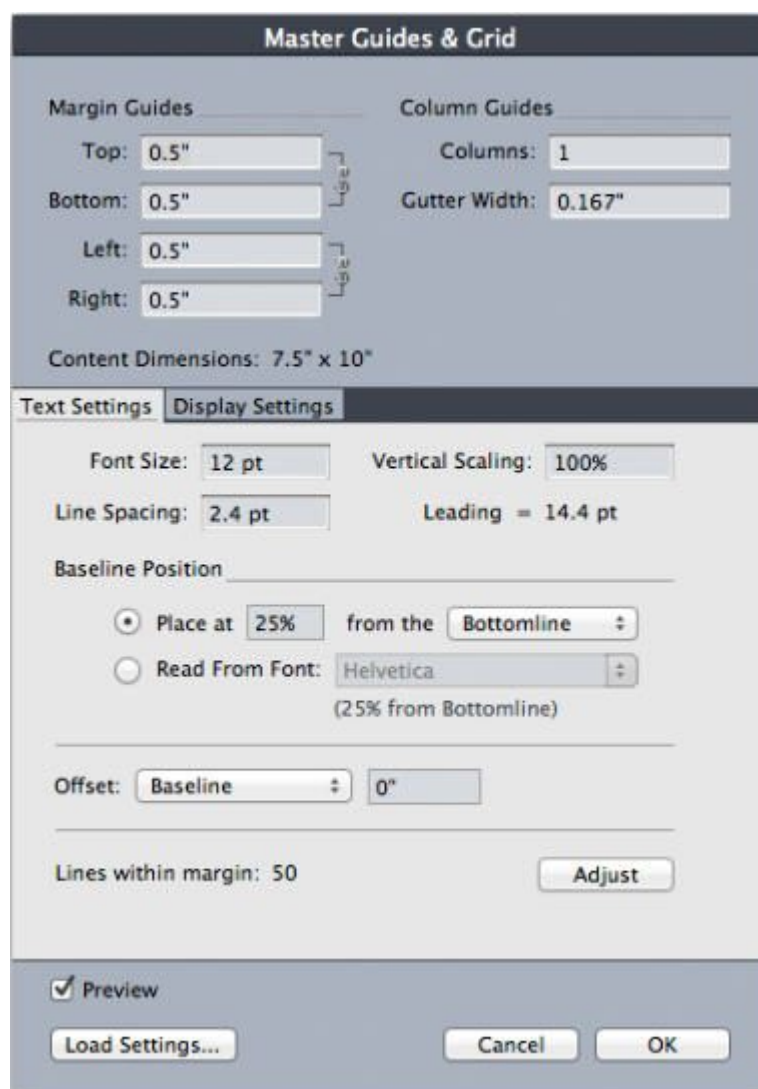 Master Guides & Grid
Margin Guides
Column Guides
Top: 0.5"
Columns: 1
Bottom: 0.5"
Gutter Width: 0.167"
Left: 0.5"
Right: 0.5"
Content Dimensions: 7.5" x 10"
Text Settings Display Settings
Font Size: 12 pt Vertical Scaling: 100%
Line Spacing: 2.4 pt Leading = 14.4 pt
Baseline Position
Place at 25% from the Bottomline
Read From Font: Helvetica
(25% from Bottomline)
Offset: Baseline 0"
Lines within margin: 50 Adjust
Preview
Load Settings... Cancel OK